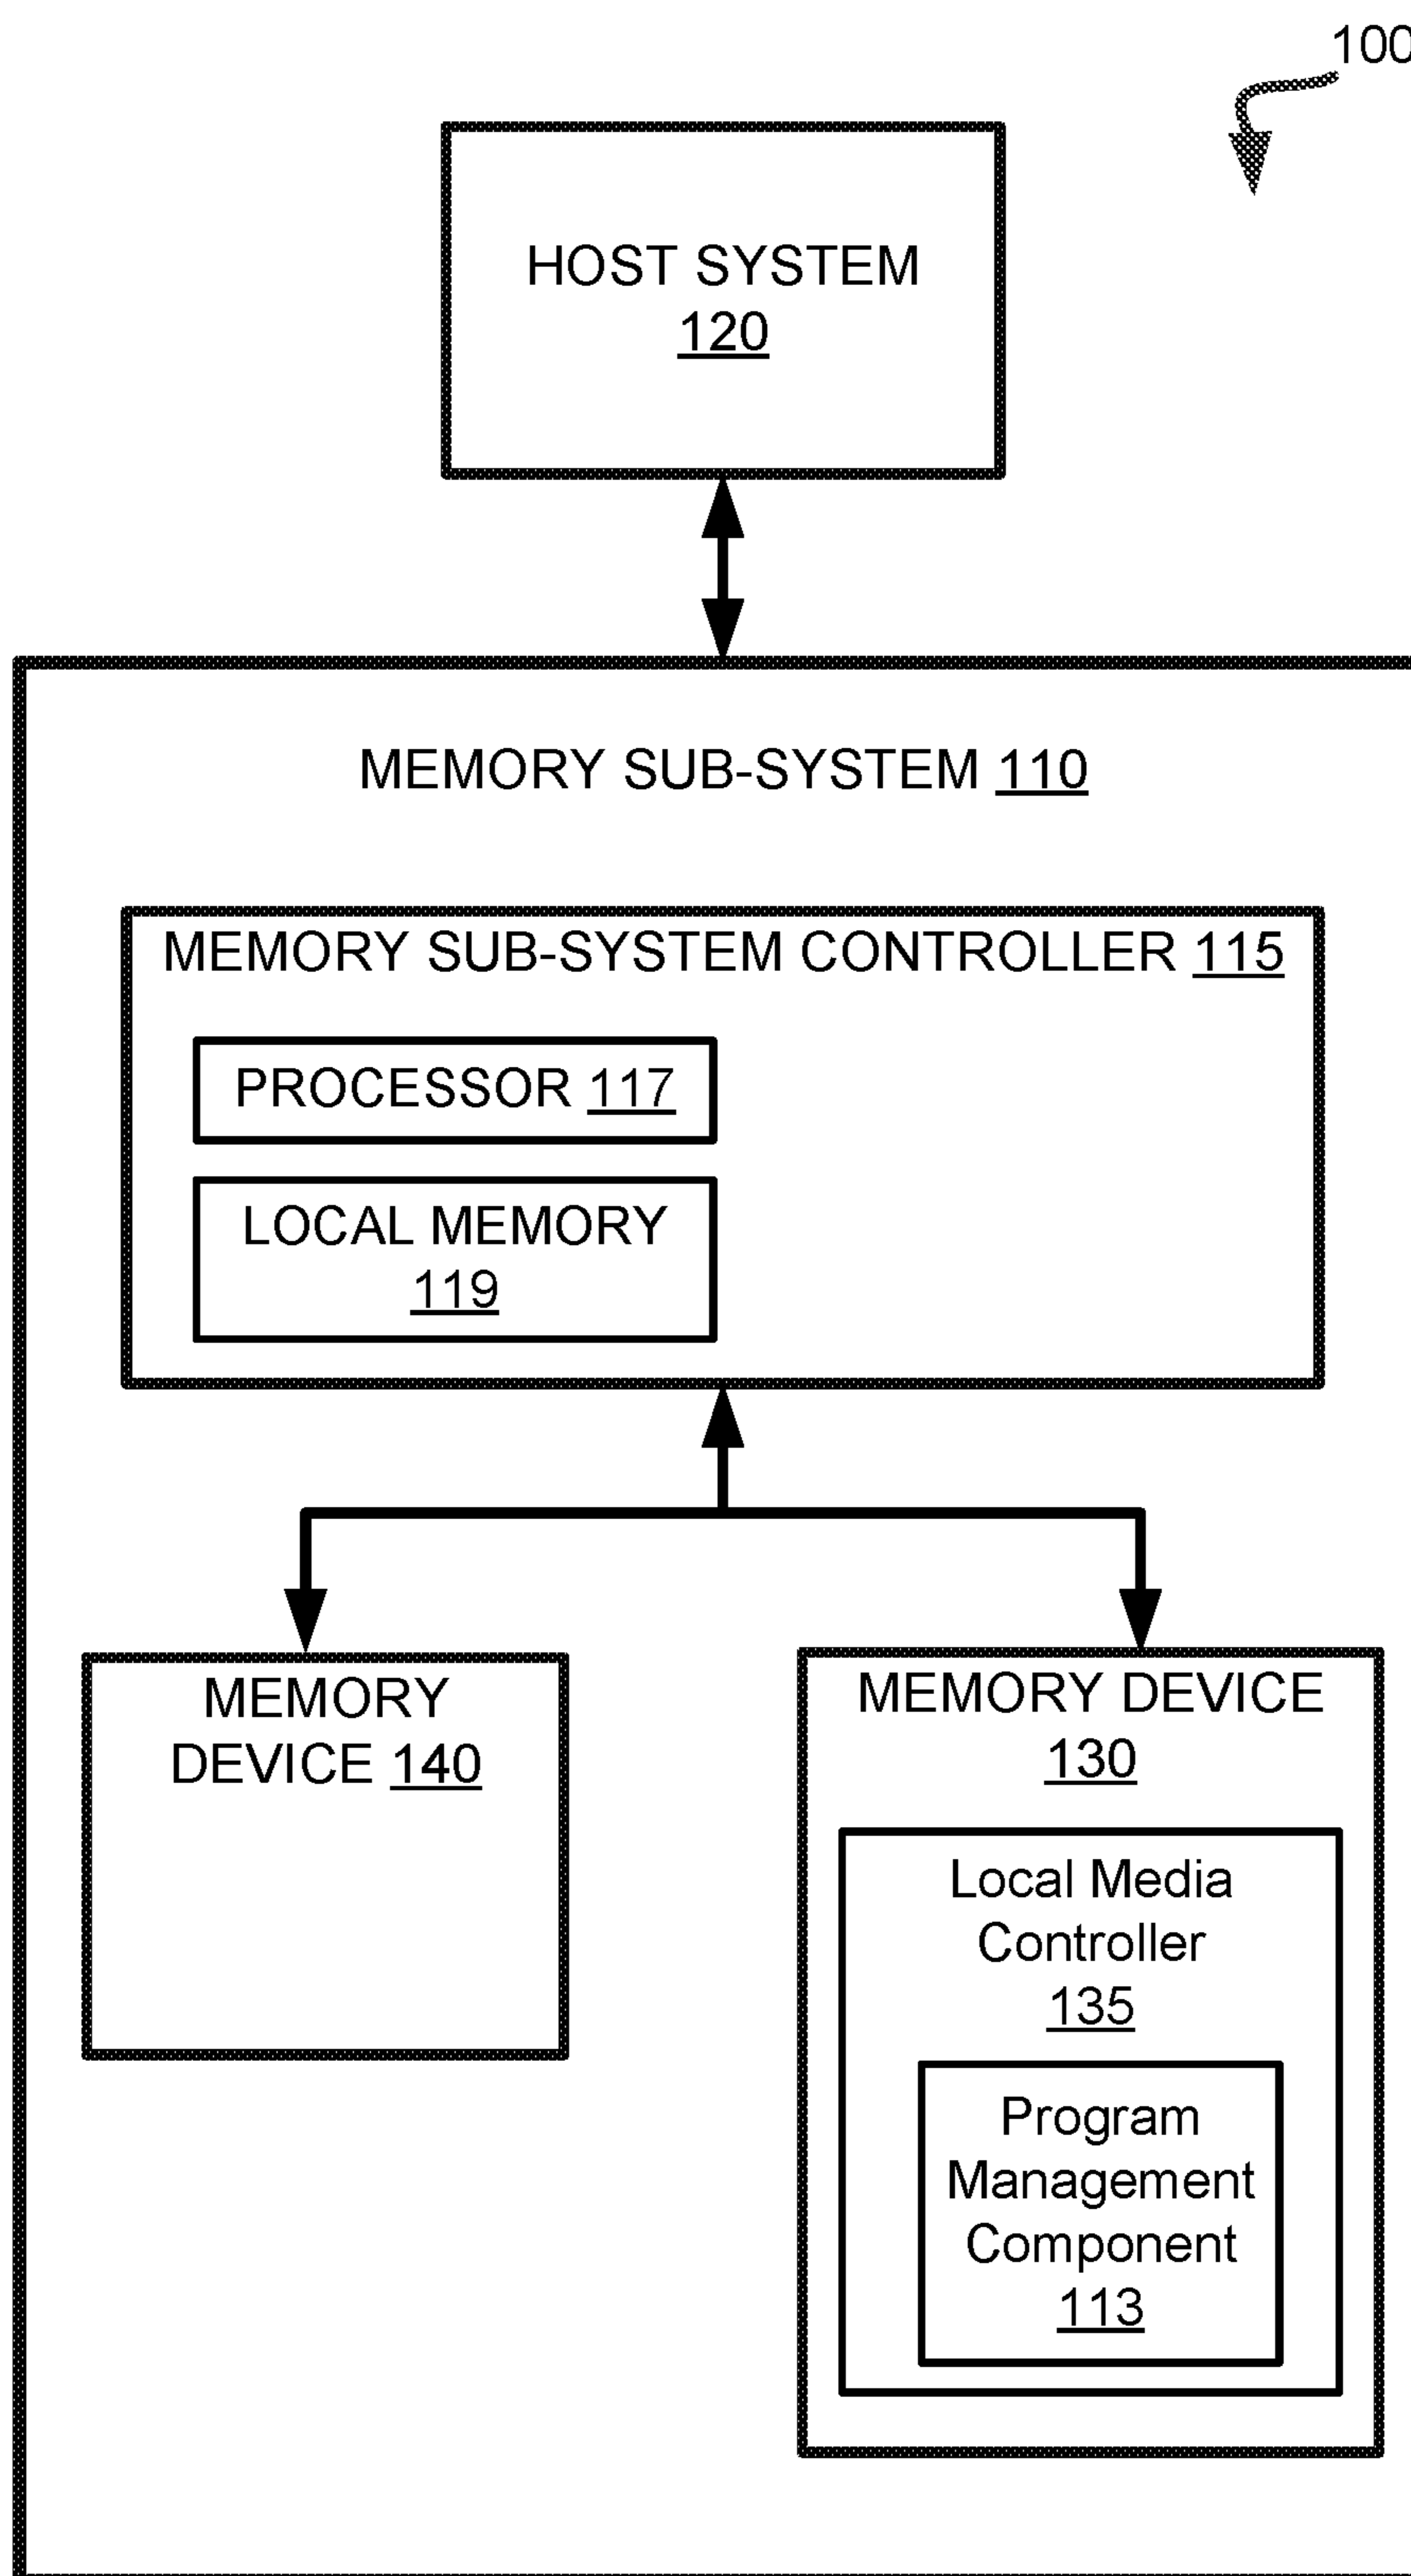 100
HOST SYSTEM
120
MEMORY SUB-SYSTEM 110
MEMORY SUB-SYSTEM CONTROLLER 115
PROCESSOR 117
LOCAL MEMORY
119
MEMORY
DEVICE 140
MEMORY DEVICE
130
Local Media
Controller
135
Program
Management
Component
113